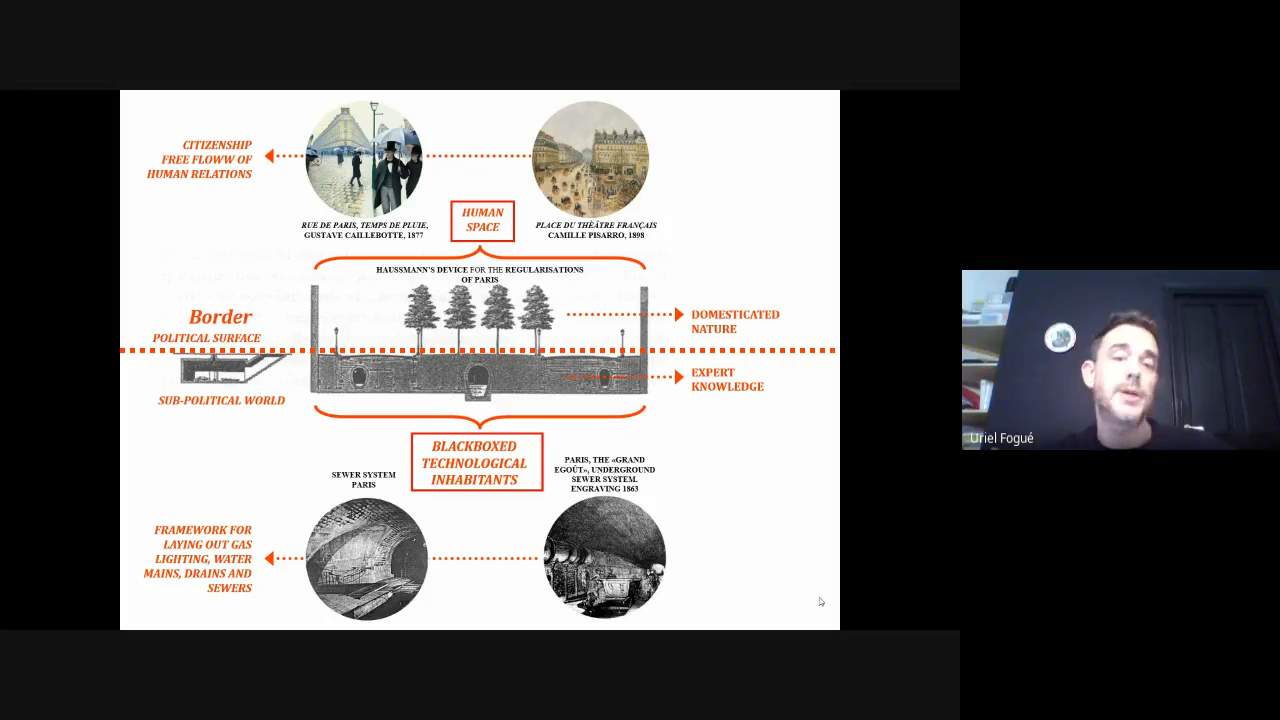 CITIZENSHIP
FREE FLOWW OF
HUMAN RELATIONS
RUE DE PARIS, TEMPS DE PLUIE,
GUSTAVE CAILLEBOTTE, 1877
HUMAN
SPACE
PLACE DU THÉÂTRE FRANÇAIS
CAMILLE PISARRO, 1898
HAUSSMANN'S DEVICE FOR THE REGULARISATIONS
OF PARIS
Border
POLITICAL SURFACE
DOMESTICATED
NATURE
EXPERT
KNOWLEDGE
SUB-POLITICAL WORLD
BLACKBOXED
TECHNOLOGICAL
INHABITANTS
SEWER SYSTEM
PARIS
PARIS, THE «GRAND
EGOÛT», UNDERGROUND
SEWER SYSTEM.
ENGRAVING 1863
FRAMEWORK FOR
LAYING OUT GAS
LIGHTING, WATER
MAINS, DRAINS AND
SEWERS
Uriel Fogué